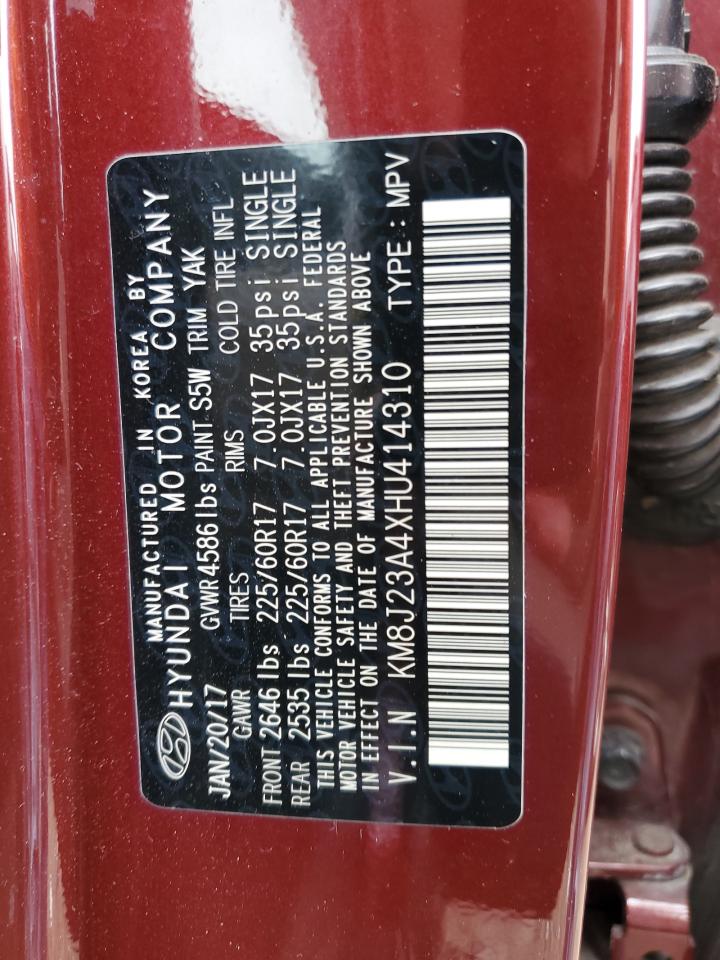 MANUFACTURED IN KOREA BY
HYUNDAI MOTOR COMPANY
JAN/20/17 GVWR 4586 lbs PAINT S5W TRIM YAK
GAWR TIRES RIMS COLD TIRE INFL
FRONT 2646 lbs 225/60R17 7.0JX17 35psi SINGLE
REAR 2535 lbs 225/60R17 7.0JX17 35psi SINGLE
THIS VEHICLE CONFORMS TO ALL APPLICABLE U.S.A. FEDERAL
MOTOR VEHICLE SAFETY AND THEFT PREVENTION STANDARDS
IN EFFECT ON THE DATE OF MANUFACTURE SHOWN ABOVE
V.I.N KM8J23A4XHU414310 TYPE : MPV